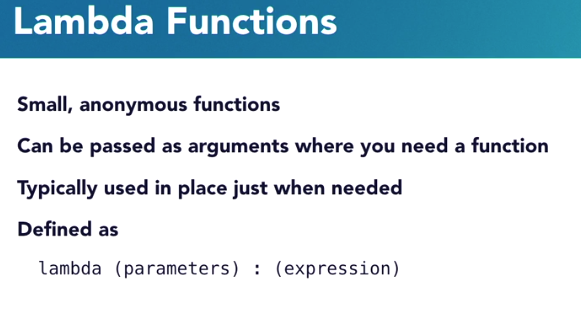 Lambda Functions
Small, anonymous functions
Can be passed as arguments where you need a function
Typically used in place just when needed
Defined as
lambda (parameters) : (expression)